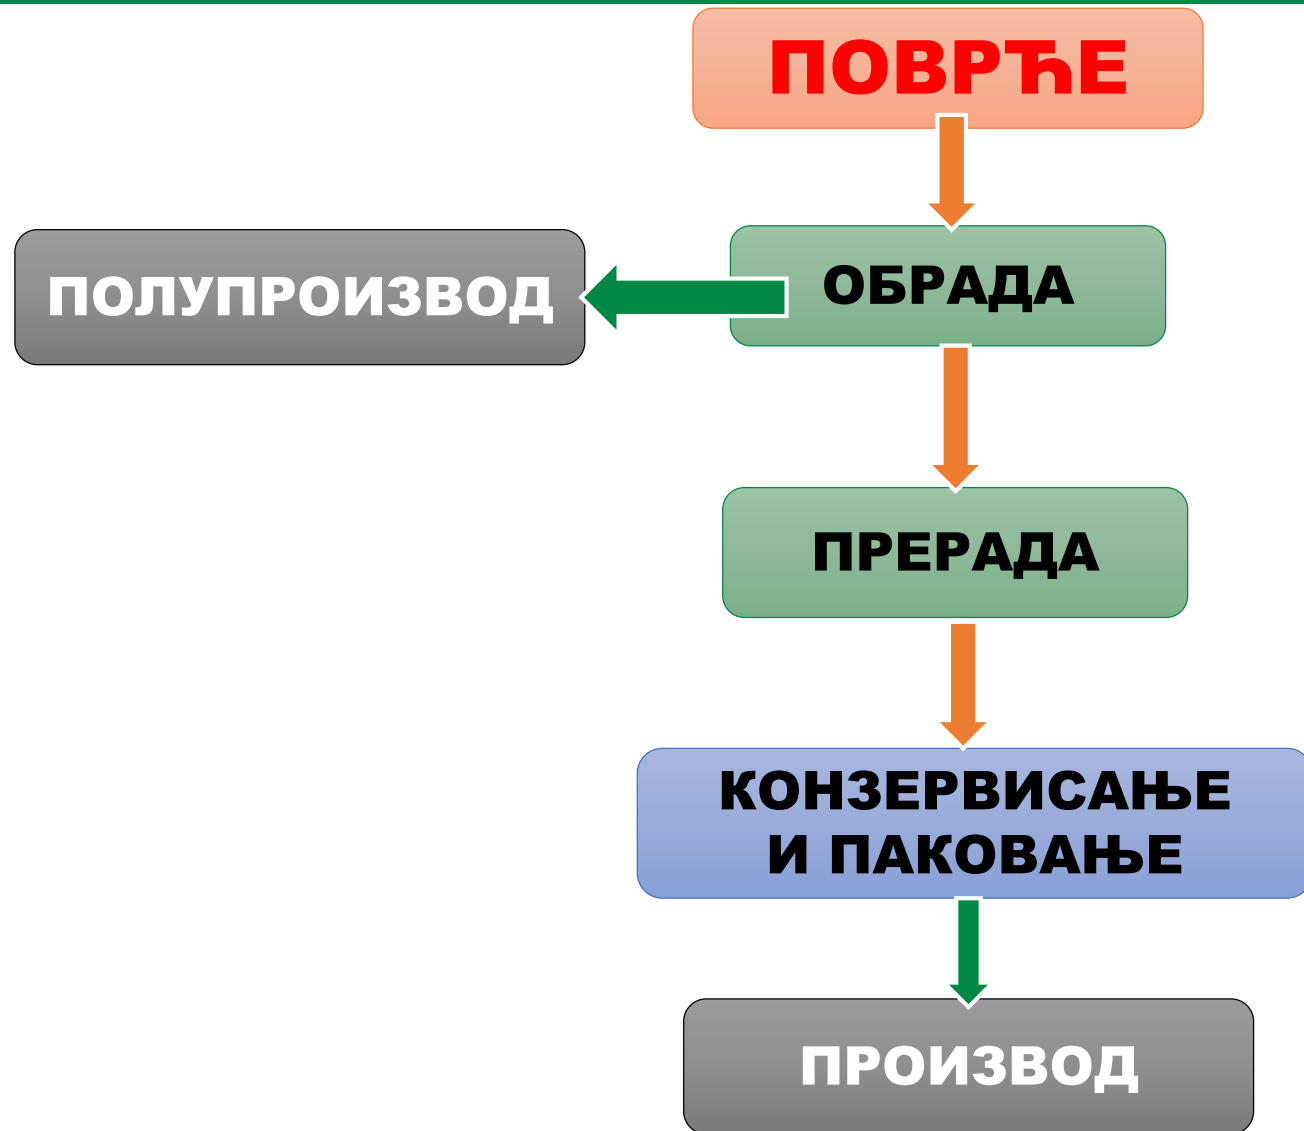 ПОВРЋЕ
ПОЛУПРОИЗВОД
ОБРАДА
ПРЕРАДА
КОНЗЕРВИСАЊЕ
И ПАКОВАЊЕ
ПРОИЗВОД